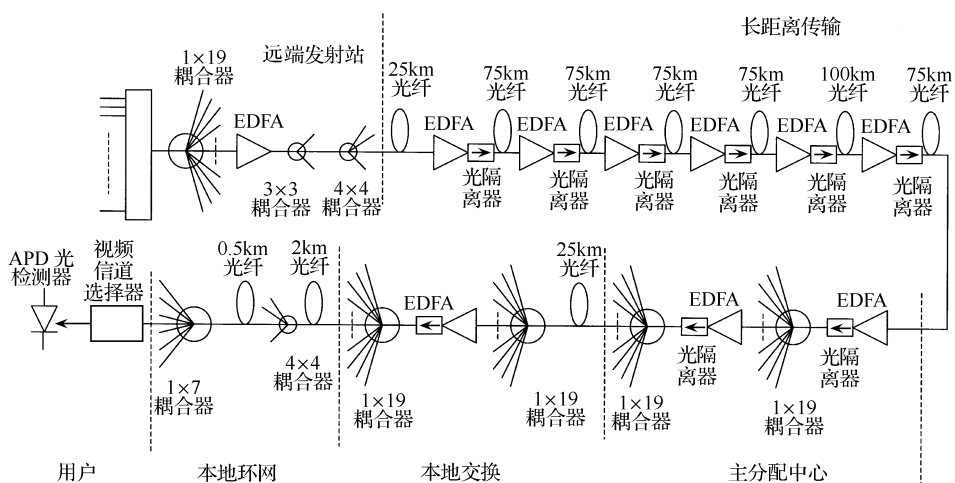 长距离传输
远端发射站
1×19
耦合器
EDFA
3×3
耦合器
4×4
耦合器
25km
光纤
EDFA
光隔
离器
75km
光纤
EDFA
光隔
离器
75km
光纤
EDFA
光隔
离器
75km
光纤
EDFA
光隔
离器
75km
光纤
EDFA
光隔
离器
100km
光纤
EDFA
光隔
离器
75km
光纤
APD 光
检测器
视频
信道
选择器
1×7
耦合器
0.5km
光纤
4×4
耦合器
2km
光纤
1×19
耦合器
EDFA
1×19
耦合器
25km
光纤
1×19
耦合器
光隔
离器
EDFA
1×19
耦合器
光隔
离器
EDFA
用户
本地环网
本地交换
主分配中心